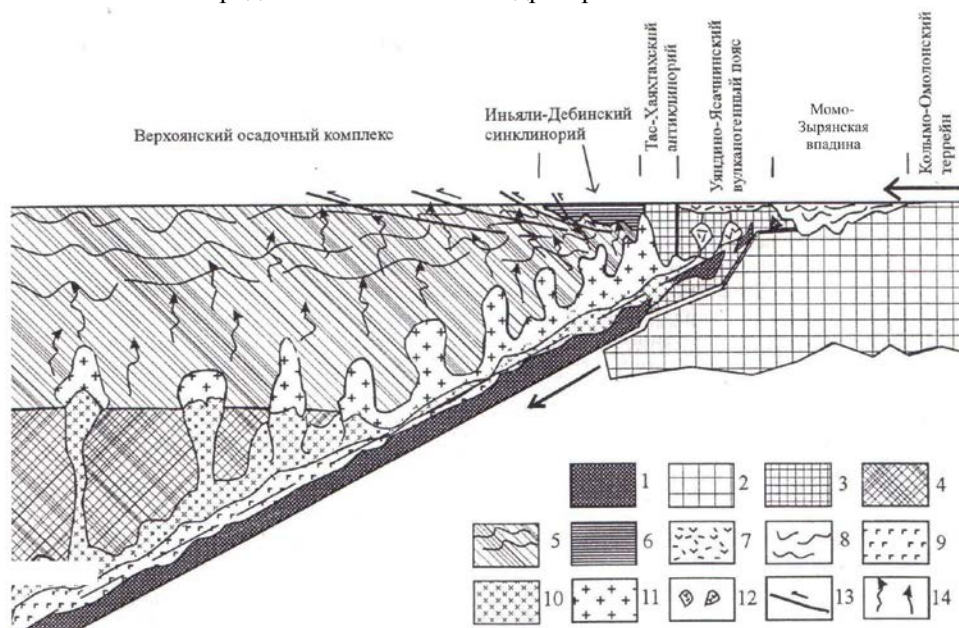 Верхоянский осадочный комплекс
Иньяли-Дебинский
синклинорий
Тас-Хаяхтахский
антиклинорий
Уяндино-Ясачнинский
вулканогенный пояс
Момо-
Зырянская
впадина
Колымо-Омолонский
террейн
1 2 3 4
5 6 7 8 9
10 11 12 13 14